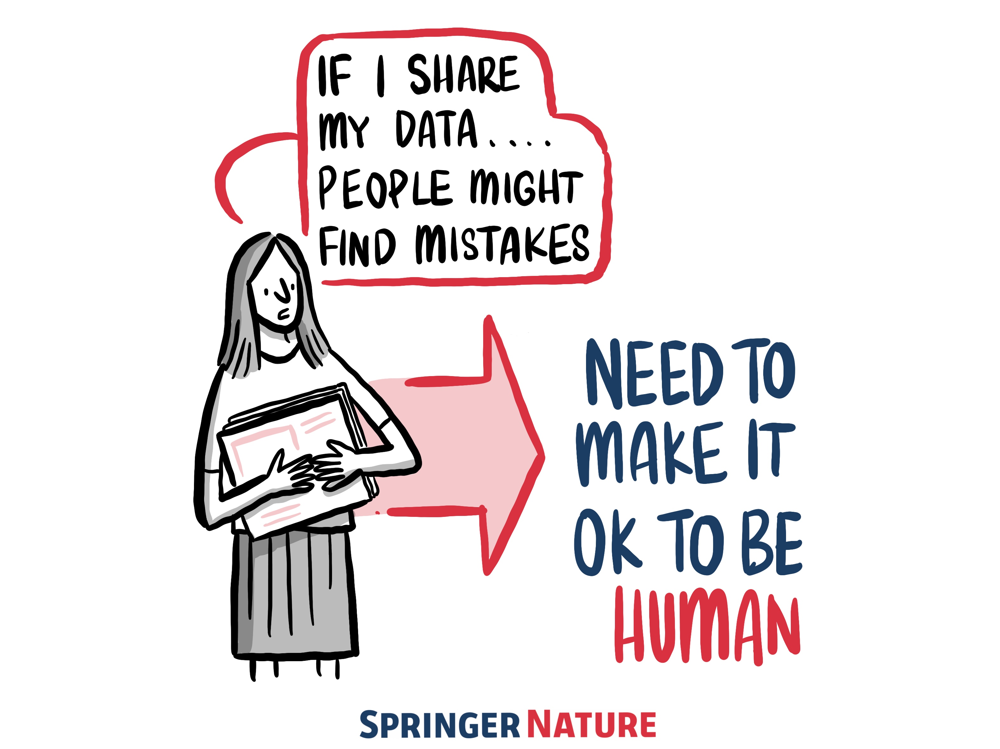 IF I SHARE
MY DATA....
PEOPLE MIGHT
FIND MISTAKES
NEED TO
MAKE IT
OK TO BE
HUMAN
SPRINGER NATURE